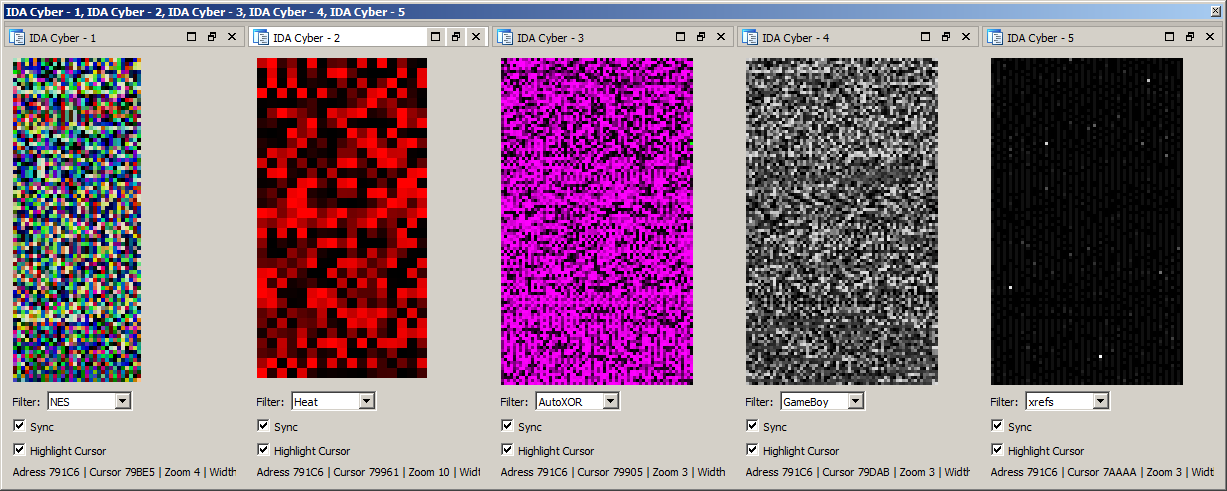 IDA Cyber - 1, IDA Cyber - 2, IDA Cyber - 3, IDA Cyber - 4, IDA Cyber - 5
IDA Cyber - 1
IDA Cyber - 2
IDA Cyber - 3
IDA Cyber - 4
IDA Cyber - 5
Filter: NES
Filter: Heat
Filter: AutoXOR
Filter: GameBoy
Filter: xrefs
Sync
Sync
Sync
Sync
Sync
Highlight Cursor
Highlight Cursor
Highlight Cursor
Highlight Cursor
Highlight Cursor
Adress 791C6 | Cursor 79BE5 | Zoom 4 | Width
Adress 791C6 | Cursor 79961 | Zoom 10 | Widt
Adress 791C6 | Cursor 79905 | Zoom 3 | Width
Adress 791C6 | Cursor 79DAB | Zoom 3 | Width
Adress 791C6 | Cursor 7AAAA | Zoom 3 | Widt